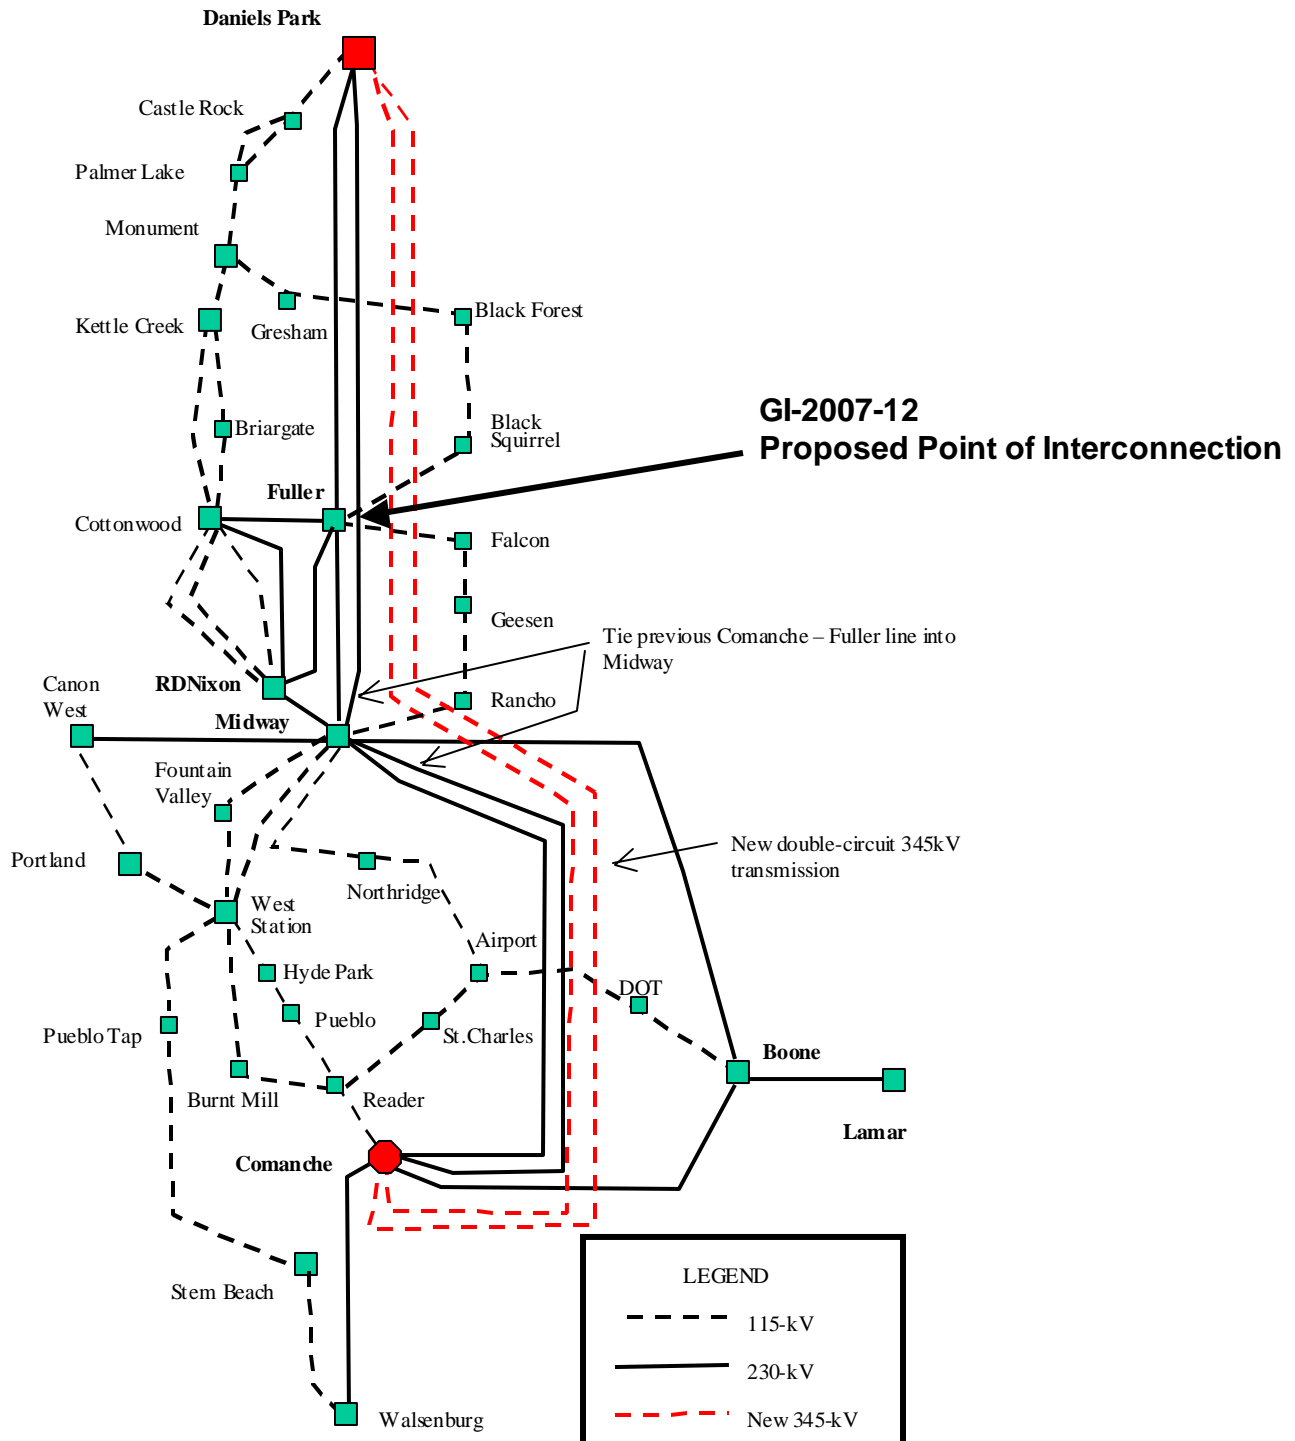 Daniels Park
Castle Rock
Palmer Lake
Monument
Kettle Creek
Gresham
Black Forest
GI-2007-12
Proposed Point of Interconnection
Black
Squirrel
Briargate
Fuller
Cottonwood
Falcon
Geesen
Tie previous Comanche – Fuller line into
Midway
Canon
West
RDNixon
Rancho
Midway
Fountain
Valley
New double-circuit 345kV
transmission
Portland
Northridge
West
Station
Airport
Hyde Park
DOT
Pueblo
Pueblo Tap
St.Charles
Boone
Burnt Mill
Reader
Lamar
Comanche
Stem Beach
LEGEND
115-kV
230-kV
New 345-kV
Walsenburg